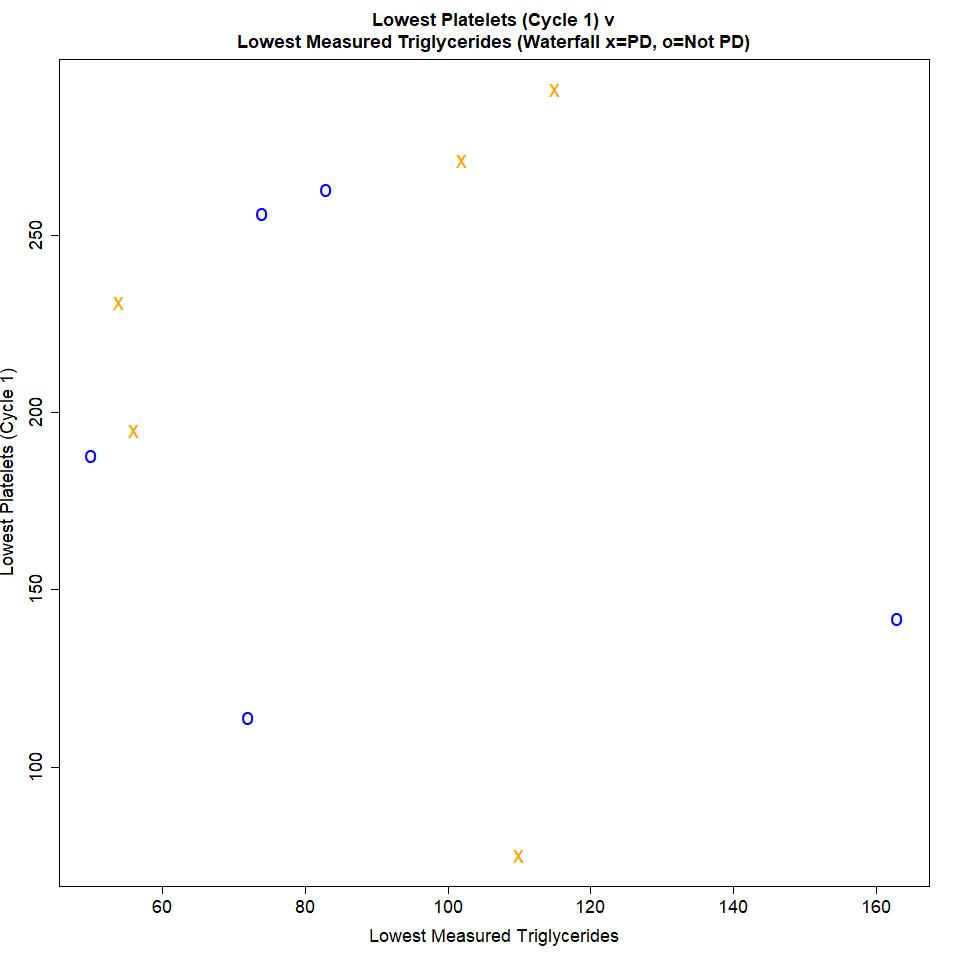 Lowest Platelets (Cycle 1) v
Lowest Measured Triglycerides (Waterfall x=PD, o=Not PD)
Lowest Platelets (Cycle 1)
250
200
150
100
X
X
O
O
X
X
O
O
O
X
60 80 100 120 140 160
Lowest Measured Triglycerides